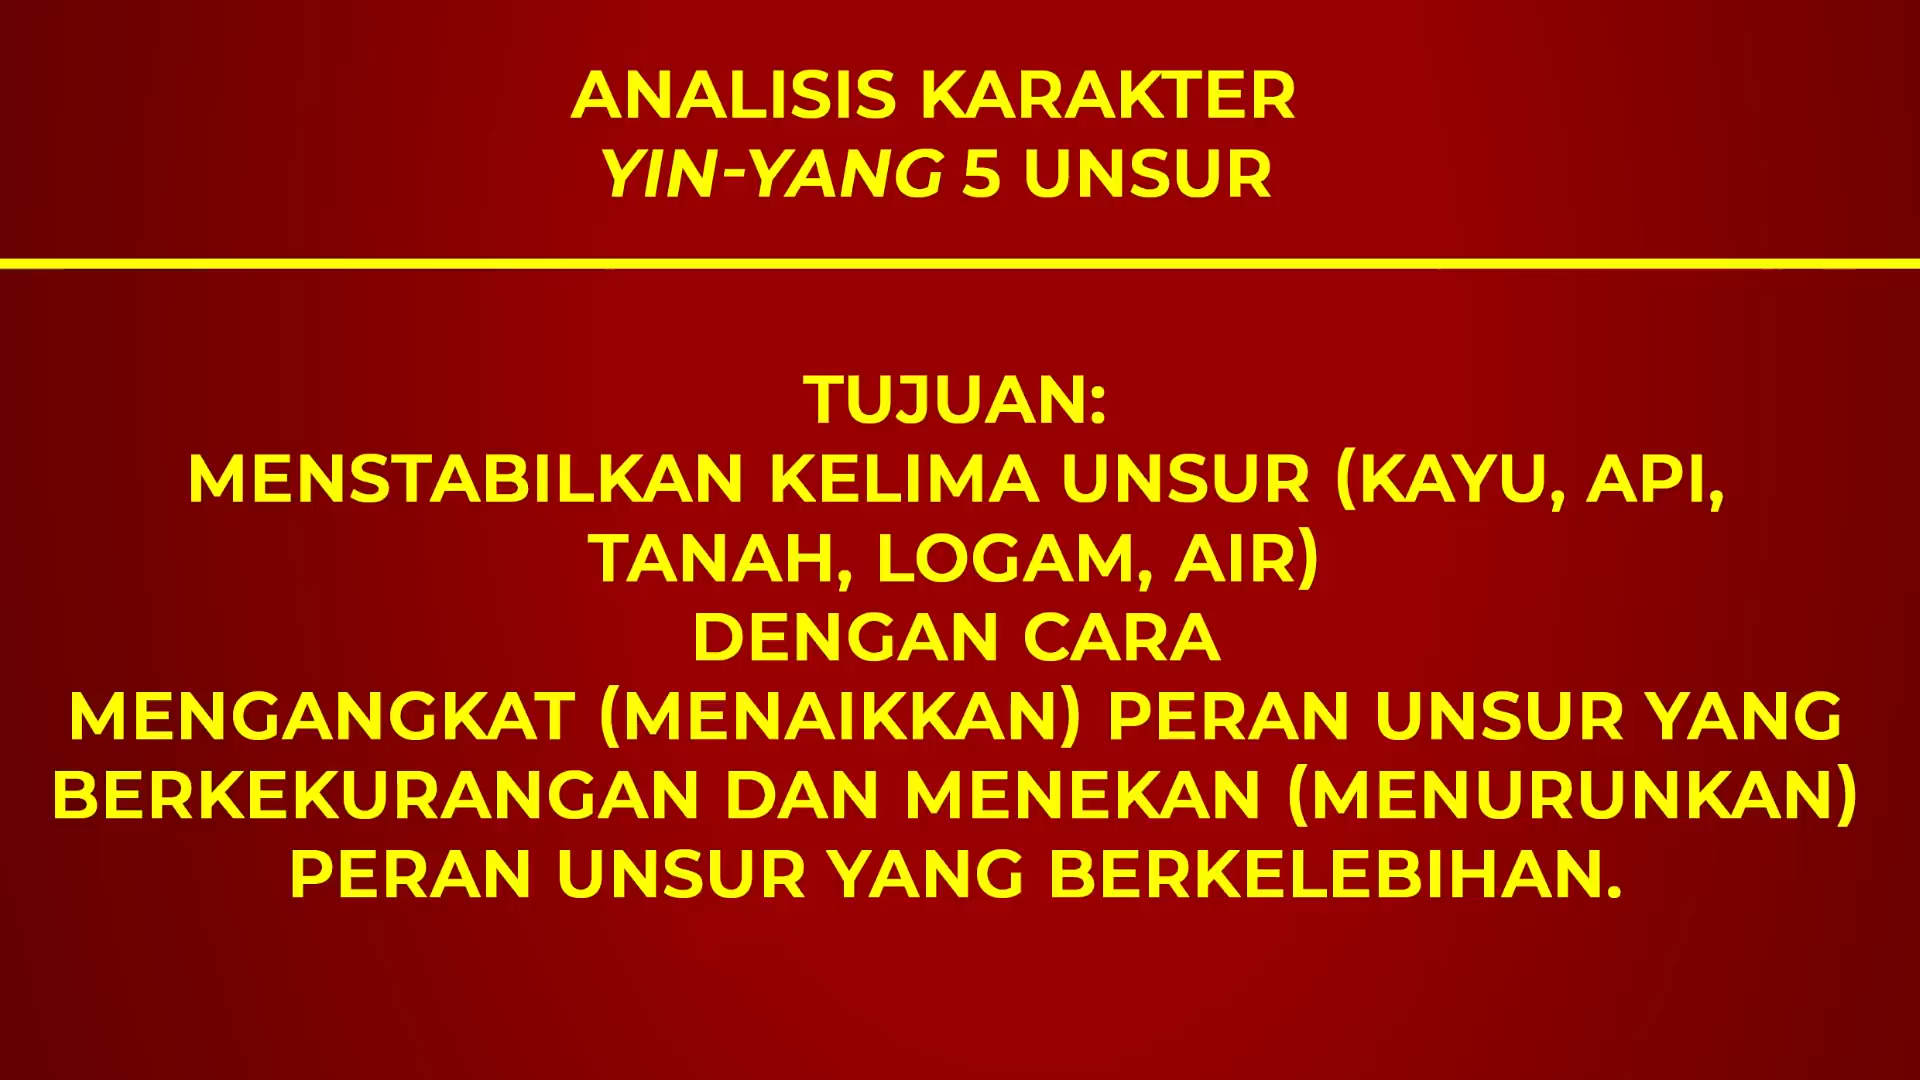 ANALISIS KARAKTER
YIN-YANG 5 UNSUR
TUJUAN:
MENSTABILKAN KELIMA UNSUR (KAYU, API,
TANAH, LOGAM, AIR)
DENGAN CARA
MENGANGKAT (MENAIKKAN) PERAN UNSUR YANG
BERKEKURANGAN DAN MENEKAN (MENURUNKAN)
PERAN UNSUR YANG BERKELEBIHAN.